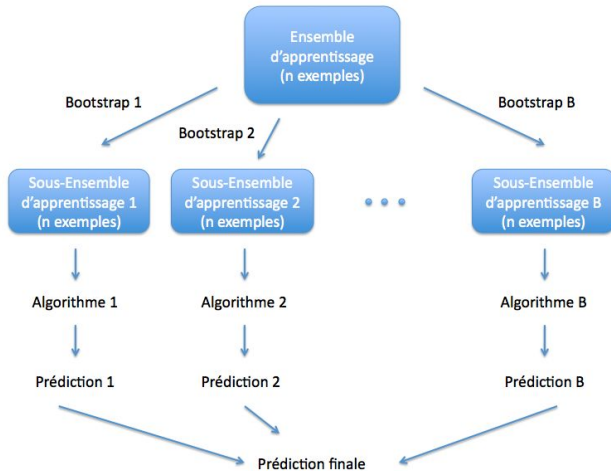 Ensemble
d'apprentissage
(n exemples)
Bootstrap 1
Bootstrap 2
Bootstrap B
Sous-Ensemble
d'apprentissage 1
(n exemples)
Sous-Ensemble
d'apprentissage 2
(n exemples)
Sous-Ensemble
d'apprentissage B
(n exemples)
Algorithme 1
Algorithme 2
Algorithme B
Prédiction 1
Prédiction 2
Prédiction B
Prédiction finale